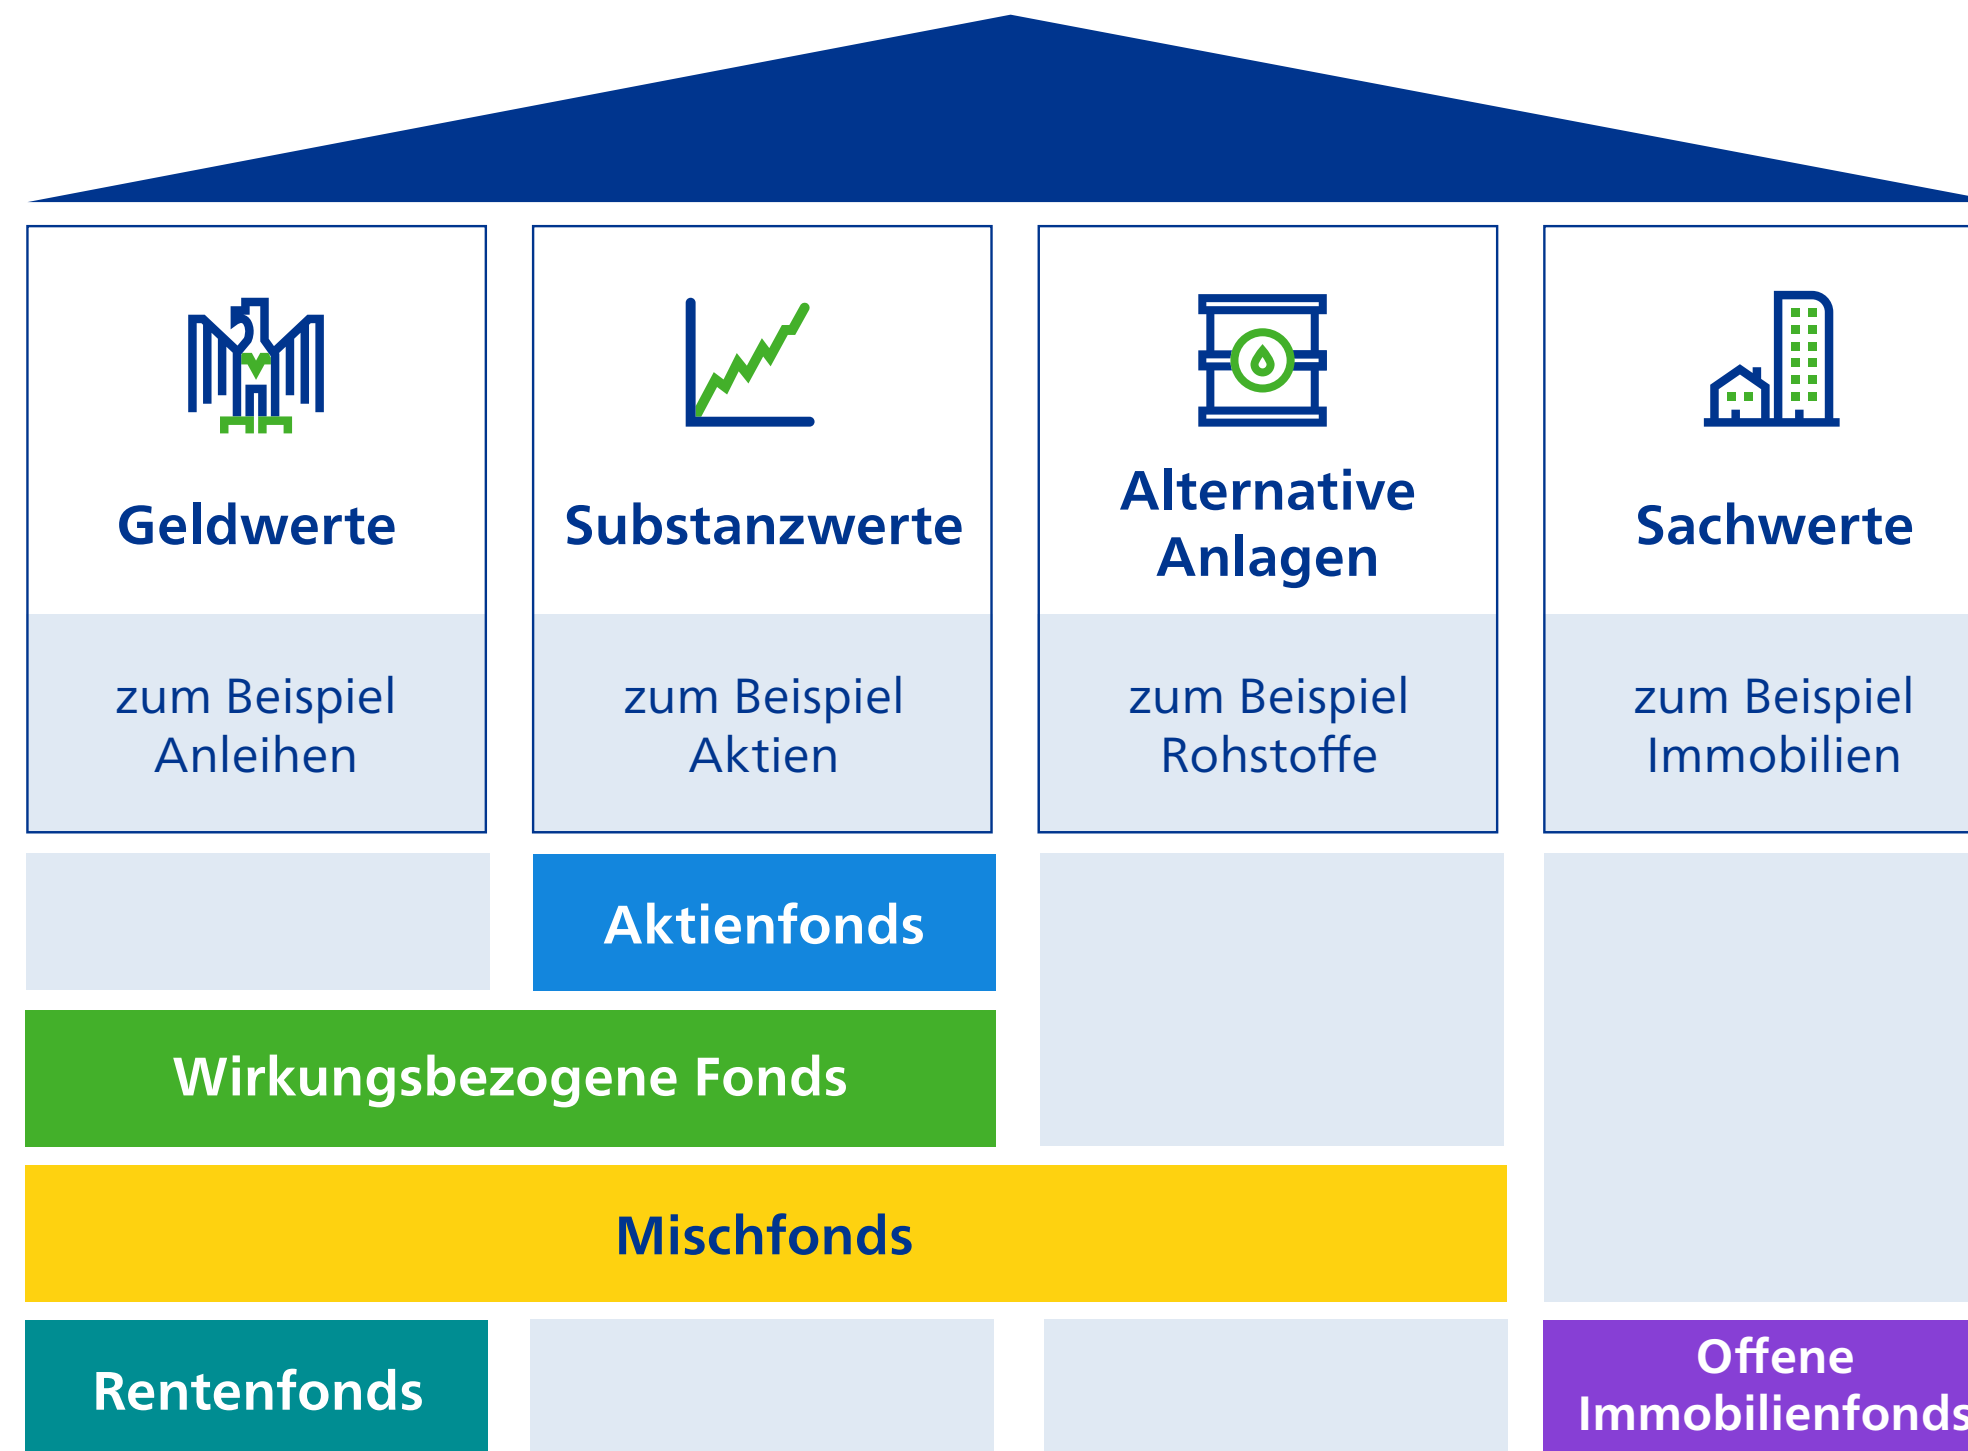 Geldwerte
Substanzwerte
Alternative
Anlagen
Sachwerte
zum Beispiel
Anleihen
zum Beispiel
Aktien
zum Beispiel
Rohstoffe
zum Beispiel
Immobilien
Aktienfonds
Wirkungsbezogene Fonds
Mischfonds
Rentenfonds
Offene
Immobilienfonds